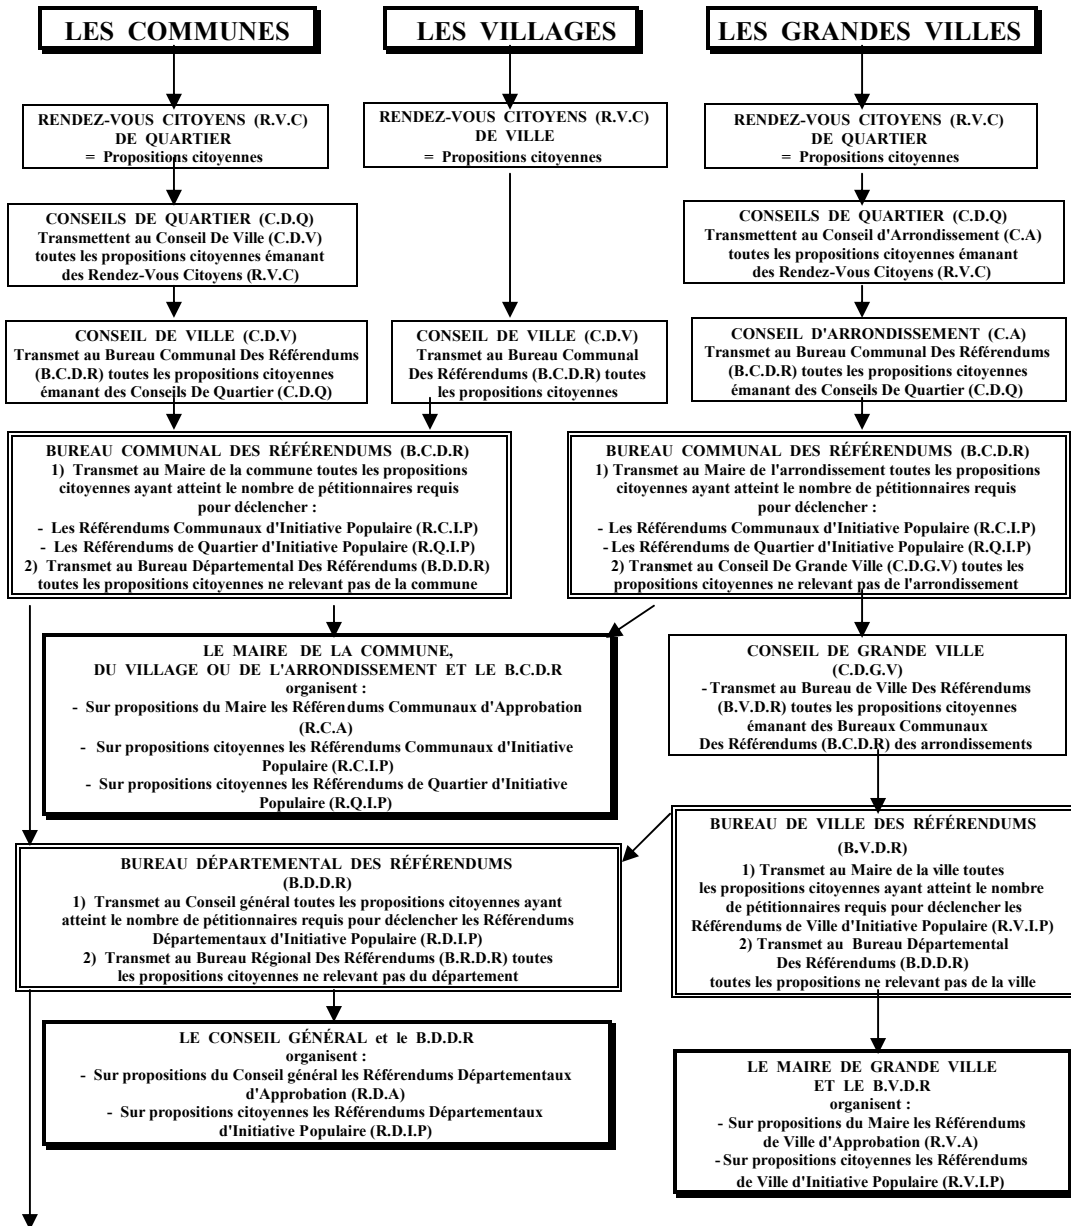 LES COMMUNES
LES VILLAGES
LES GRANDES VILLES
RENDEZ-VOUS CITOYENS (R.V.C)
DE QUARTIER
= Propositions citoyennes
RENDEZ-VOUS CITOYENS (R.V.C)
DE VILLE
= Propositions citoyennes
RENDEZ-VOUS CITOYENS (R.V.C)
DE QUARTIER
= Propositions citoyennes
CONSEILS DE QUARTIER (C.D.Q)
Transmettent au Conseil De Ville (C.D.V)
toutes les propositions citoyennes émanant
des Rendez-Vous Citoyens (R.V.C)
CONSEILS DE QUARTIER (C.D.Q)
Transmettent au Conseil d'Arrondissement (C.A)
toutes les propositions citoyennes émanant
des Rendez-Vous Citoyens (R.V.C)
CONSEIL DE VILLE (C.D.V)
Transmet au Bureau Communal Des Référendums
(B.C.D.R) toutes les propositions citoyennes
émanant des Conseils De Quartier (C.D.Q)
CONSEIL DE VILLE (C.D.V)
Transmet au Bureau Communal
Des Référendums (B.C.D.R) toutes
les propositions citoyennes
CONSEIL D'ARRONDISSEMENT (C.A)
Transmet au Bureau Communal Des Référendums
(B.C.D.R) toutes les propositions citoyennes
émanant des Conseils De Quartier (C.D.Q)
BUREAU COMMUNAL DES RÉFÉRENDUMS (B.C.D.R)
1) Transmet au Maire de la commune toutes les propositions
citoyennes ayant atteint le nombre de pétitionnaires requis
pour déclencher :
- Les Référendums Communaux d'Initiative Populaire (R.C.I.P)
- Les Référendums de Quartier d'Initiative Populaire (R.Q.I.P)
2) Transmet au Bureau Départemental Des Référendums (B.D.D.R)
toutes les propositions citoyennes ne relevant pas de la commune
BUREAU COMMUNAL DES RÉFÉRENDUMS (B.C.D.R)
1) Transmet au Maire de l'arrondissement toutes les propositions
citoyennes ayant atteint le nombre de pétitionnaires requis
pour déclencher :
- Les Référendums Communaux d'Initiative Populaire (R.C.I.P)
- Les Référendums de Quartier d'Initiative Populaire (R.Q.I.P)
2) Transmet au Conseil De Grande Ville (C.D.G.V) toutes les
propositions citoyennes ne relevant pas de l'arrondissement
LE MAIRE DE LA COMMUNE,
DU VILLAGE OU DE L'ARRONDISSEMENT ET LE B.C.D.R
organisent :
- Sur propositions du Maire les Référendums Communaux d'Approbation
(R.C.A)
- Sur propositions citoyennes les Référendums Communaux d'Initiative
Populaire (R.C.I.P)
- Sur propositions citoyennes les Référendums de Quartier d'Initiative
Populaire (R.Q.I.P)
CONSEIL DE GRANDE VILLE
(C.D.G.V)
- Transmet au Bureau de Ville Des Référendums
(B.V.D.R) toutes les propositions citoyennes
émanant des Bureaux Communaux
Des Référendums (B.C.D.R) des arrondissements
BUREAU DÉPARTEMENTAL DES RÉFÉRENDUMS
(B.D.D.R)
1) Transmet au Conseil général toutes les propositions citoyennes ayant
atteint le nombre de pétitionnaires requis pour déclencher les Référendums
Départementaux d'Initiative Populaire (R.D.I.P)
2) Transmet au Bureau Régional Des Référendums (B.R.D.R) toutes
les propositions citoyennes ne relevant pas du département
BUREAU DE VILLE DES RÉFÉRENDUMS
(B.V.D.R)
1) Transmet au Maire de la ville toutes
les propositions citoyennes ayant atteint le nombre
de pétitionnaires requis pour déclencher les
Référendums de Ville d'Initiative Populaire (R.V.I.P)
2) Transmet au Bureau Départemental
Des Référendums (B.D.D.R)
toutes les propositions ne relevant pas de la ville
LE CONSEIL GÉNÉRAL et le B.D.D.R
organisent :
- Sur propositions du Conseil général les Référendums Départementaux
d'Approbation (R.D.A)
- Sur propositions citoyennes les Référendums Départementaux
d'Initiative Populaire (R.D.I.P)
LE MAIRE DE GRANDE VILLE
ET LE B.V.D.R
organisent :
- Sur propositions du Maire les Référendums
de Ville d'Approbation (R.V.A)
- Sur propositions citoyennes les Référendums
de Ville d'Initiative Populaire (R.V.I.P)